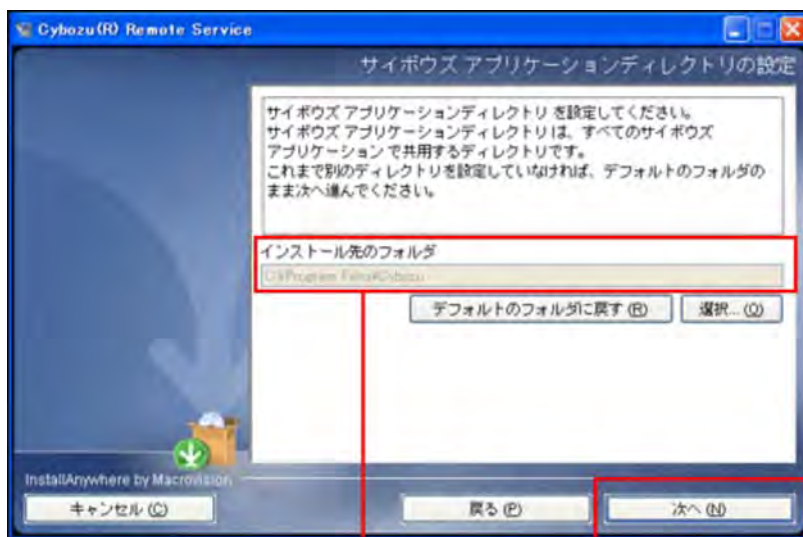 Cybozu(R) Remote Service
サイボウズ アプリケーションディレクトリの設定
サイボウズ アプリケーションディレクトリ を設定してください。
サイボウズ アプリケーションディレクトリは、すべてのサイボウズ
アプリケーション で共用するディレクトリです。
これまで別のディレクトリを設定していなければ、デフォルトのフォルダの
まま次へ進んでください。
インストール先のフォルダ
C:¥Program Files¥Cybozu
デフォルトのフォルダに戻す (R)
選択... (O)
InstallAnywhere by Macrovision
キャンセル (C)
戻る (P)
次へ (N)